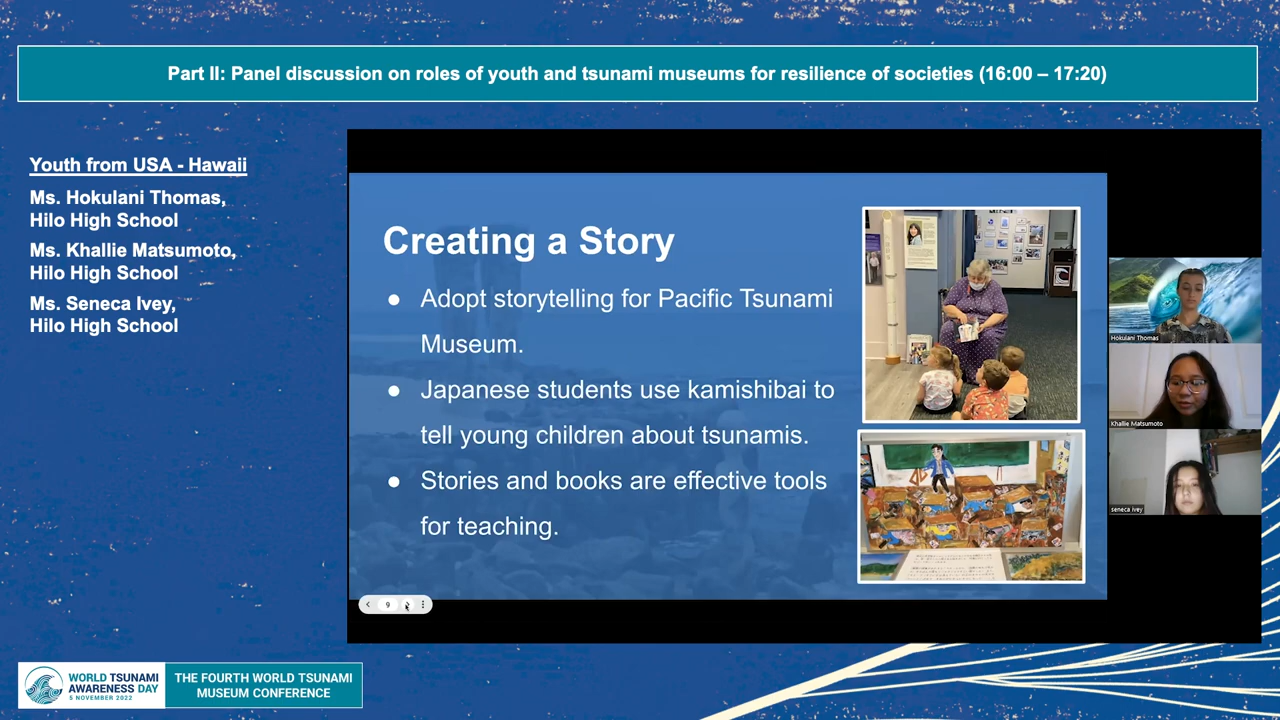 Part II: Panel discussion on roles of youth and tsunami museums for resilience of societies (16:00 – 17:20)
Youth from USA - Hawaii
Ms. Hokulani Thomas,
Hilo High School
Ms. Khallie Matsumoto,
Hilo High School
Ms. Seneca Ivey,
Hilo High School
Creating a Story
● Adopt storytelling for Pacific Tsunami
Museum.
● Japanese students use kamishibai to
tell young children about tsunamis.
● Stories and books are effective tools
for teaching.
Hokulani Thomas
Khallie Matsumoto
seneca ivey
9
WORLD TSUNAMI
AWARENESS DAY
5 NOVEMBER 2022
THE FOURTH WORLD TSUNAMI
MUSEUM CONFERENCE